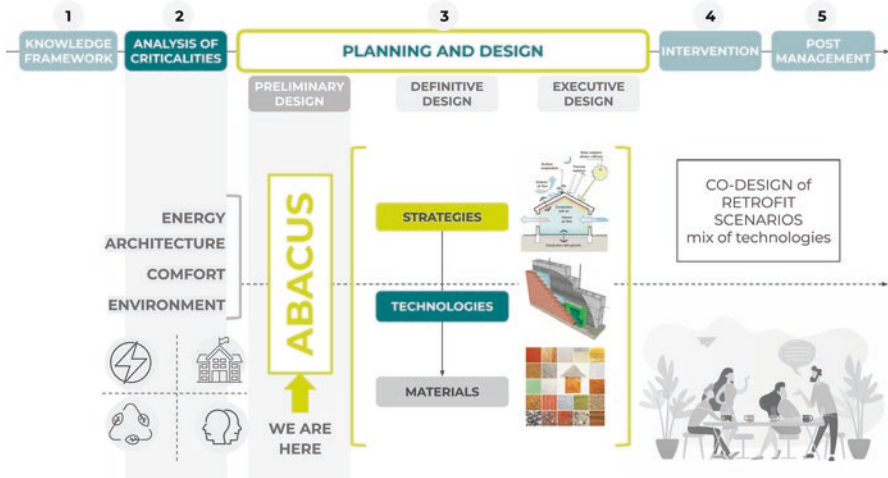 1
2
3
4
5
KNOWLEDGE
FRAMEWORK
ANALYSIS OF
CRITICALITIES
PLANNING AND DESIGN
INTERVENTION
POST
MANAGEMENT
PRELIMINARY
DESIGN
DEFINITIVE
DESIGN
EXECUTIVE
DESIGN
ENERGY
ARCHITECTURE
COMFORT
ENVIRONMENT
ABACUS
WE ARE
HERE
STRATEGIES
TECHNOLOGIES
MATERIALS
CO-DESIGN of
RETROFIT
SCENARIOS
mix of technologies